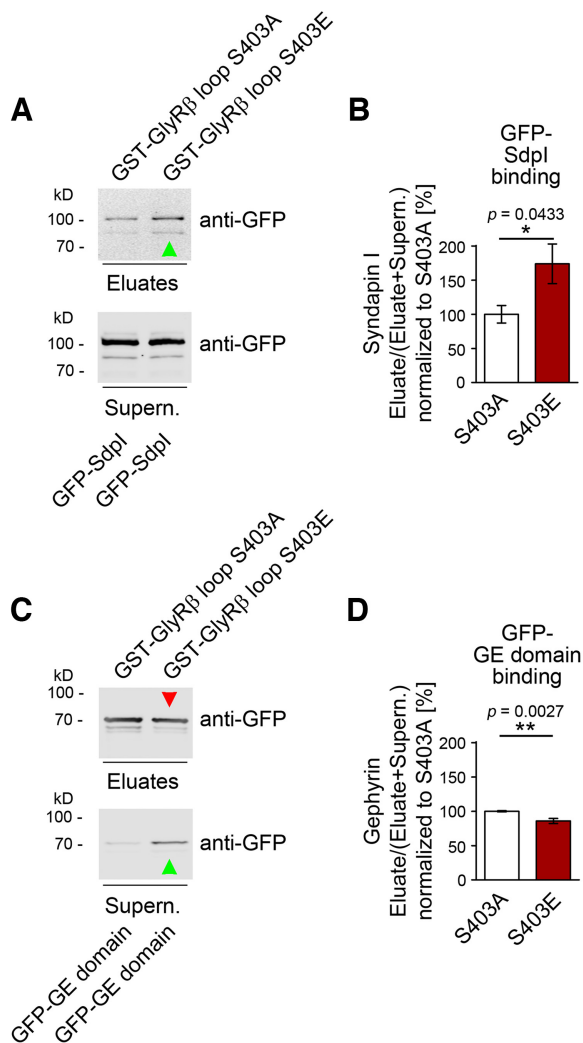 A
GST-GlyRβ loop S403A
GST-GlyRβ loop S403E
kD
100 -
70 -
anti-GFP
Eluates
kD
100 -
70 -
anti-GFP
Supern.
GFP-SdpI
GFP-SdpI
B
GFP-
SdpI
binding
p = 0.0433
*
Syndapin I
Eluate/(Eluate+Supern.)
normalized to S403A [%]
200
150
100
50
0
S403A
S403E
C
GST-GlyRβ loop S403A
GST-GlyRβ loop S403E
kD
100 -
70 -
anti-GFP
Eluates
kD
100 -
70 -
anti-GFP
Supern.
GFP-GE domain
GFP-GE domain
D
GFP-
GE domain
binding
p = 0.0027
**
Gephyrin
Eluate/(Eluate+Supern.)
normalized to S403A [%]
200
150
100
50
0
S403A
S403E